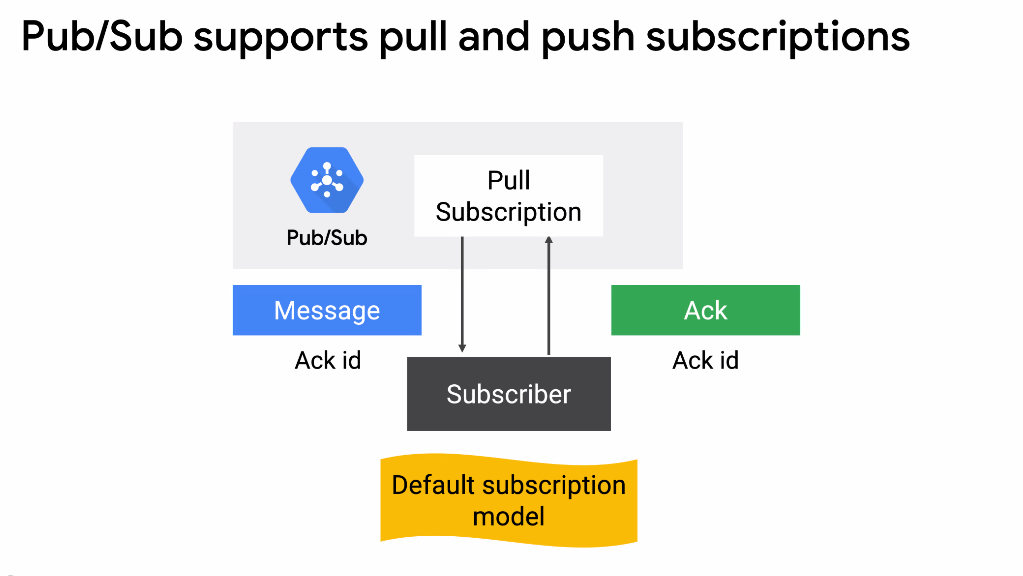 Pub/Sub supports pull and push subscriptions
Pub/Sub
Pull
Subscription
Message
Ack
Ack id
Ack id
Subscriber
Default subscription
model